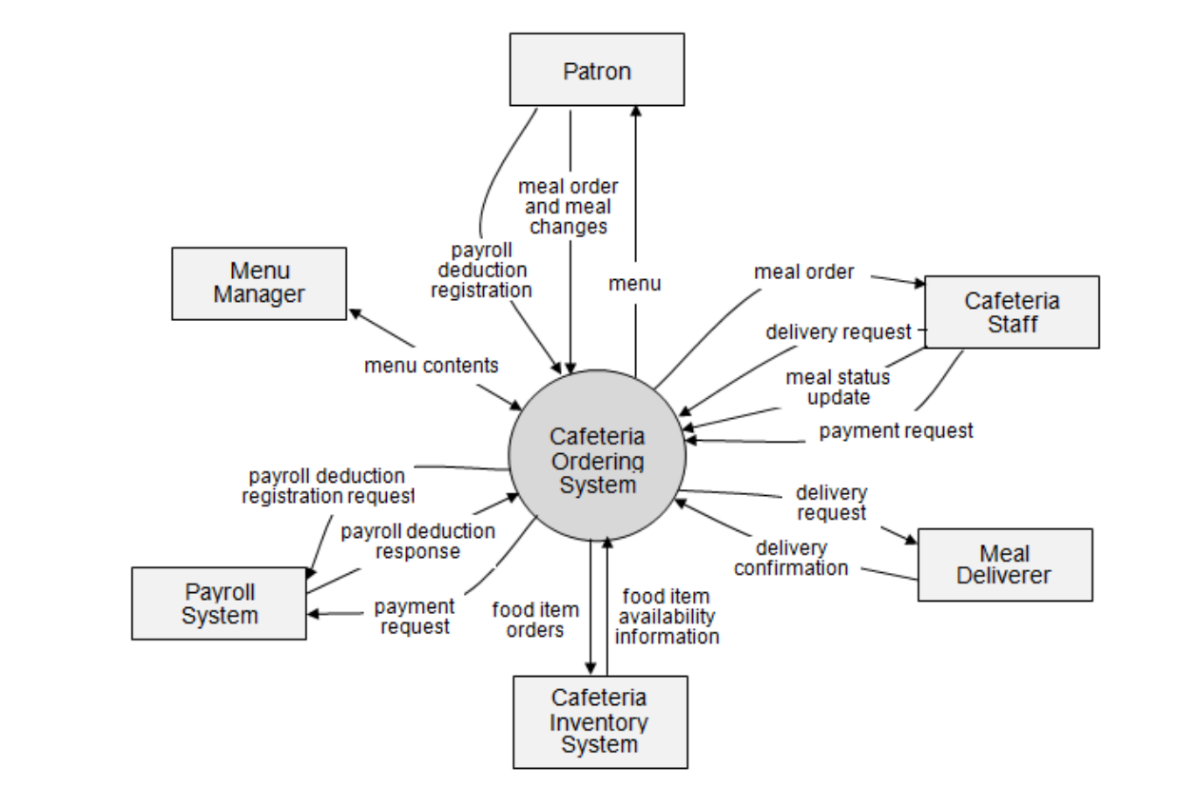 Patron
meal order
and meal
changes
payroll
deduction
registration
menu
Menu
Manager
menu contents
meal order
Cafeteria
Staff
delivery request
meal status
update
payment request
Cafeteria
Ordering
System
payroll deduction
registration request
payroll deduction
response
Payroll
System
payment
request
delivery
request
delivery
confirmation
Meal
Deliverer
food item
orders
food item
availability
information
Cafeteria
Inventory
System